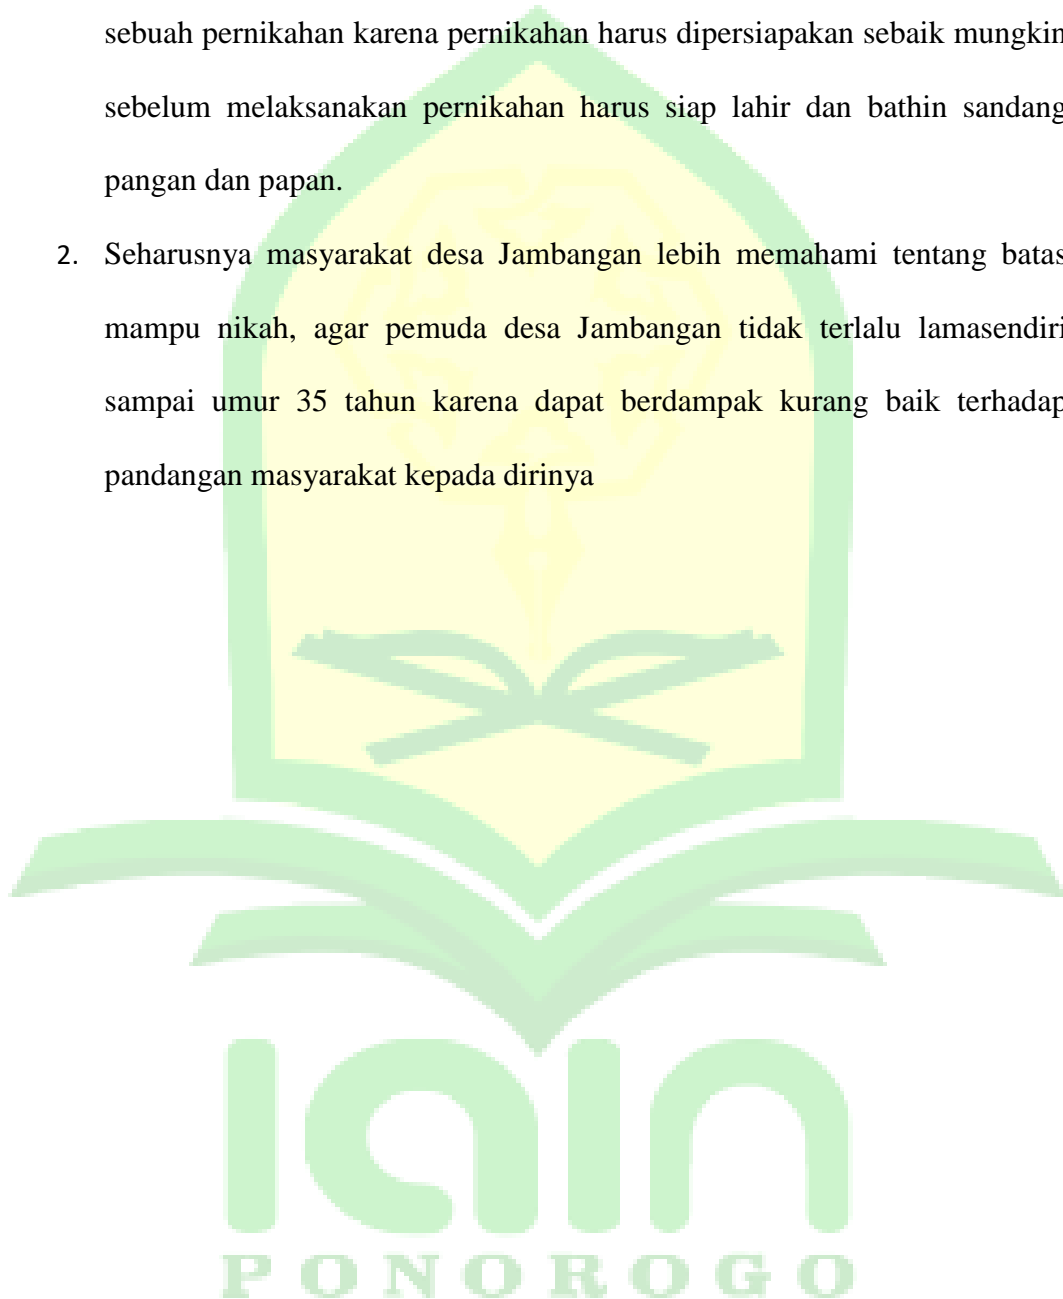 sebuah pernikahan karena pernikahan harus dipersiapakan sebaik mungkin
sebelum melaksanakan pernikahan harus siap lahir dan bathin sandang
pangan dan papan.
2. Seharusnya masyarakat desa Jambangan lebih memahami tentang batas
mampu nikah, agar pemuda desa Jambangan tidak terlalu lamasendiri
sampai umur 35 tahun karena dapat berdampak kurang baik terhadap
pandangan masyarakat kepada dirinya
IAIN
PONOROGO